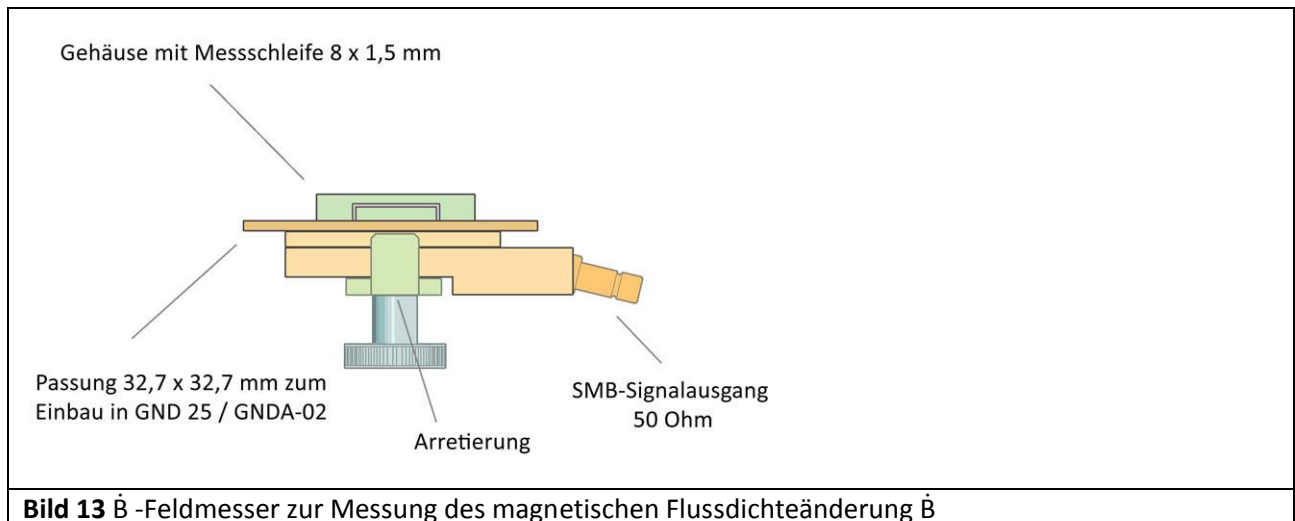 Gehäuse mit Messschleife 8 x 1,5 mm
Passung 32,7 x 32,7 mm zum
Einbau in GND 25 / GNDA-02
Arretierung
SMB-Signalausgang
50 Ohm
Bild 13 Ḃ -Feldmesser zur Messung des magnetischen Flussdichteänderung Ḃ